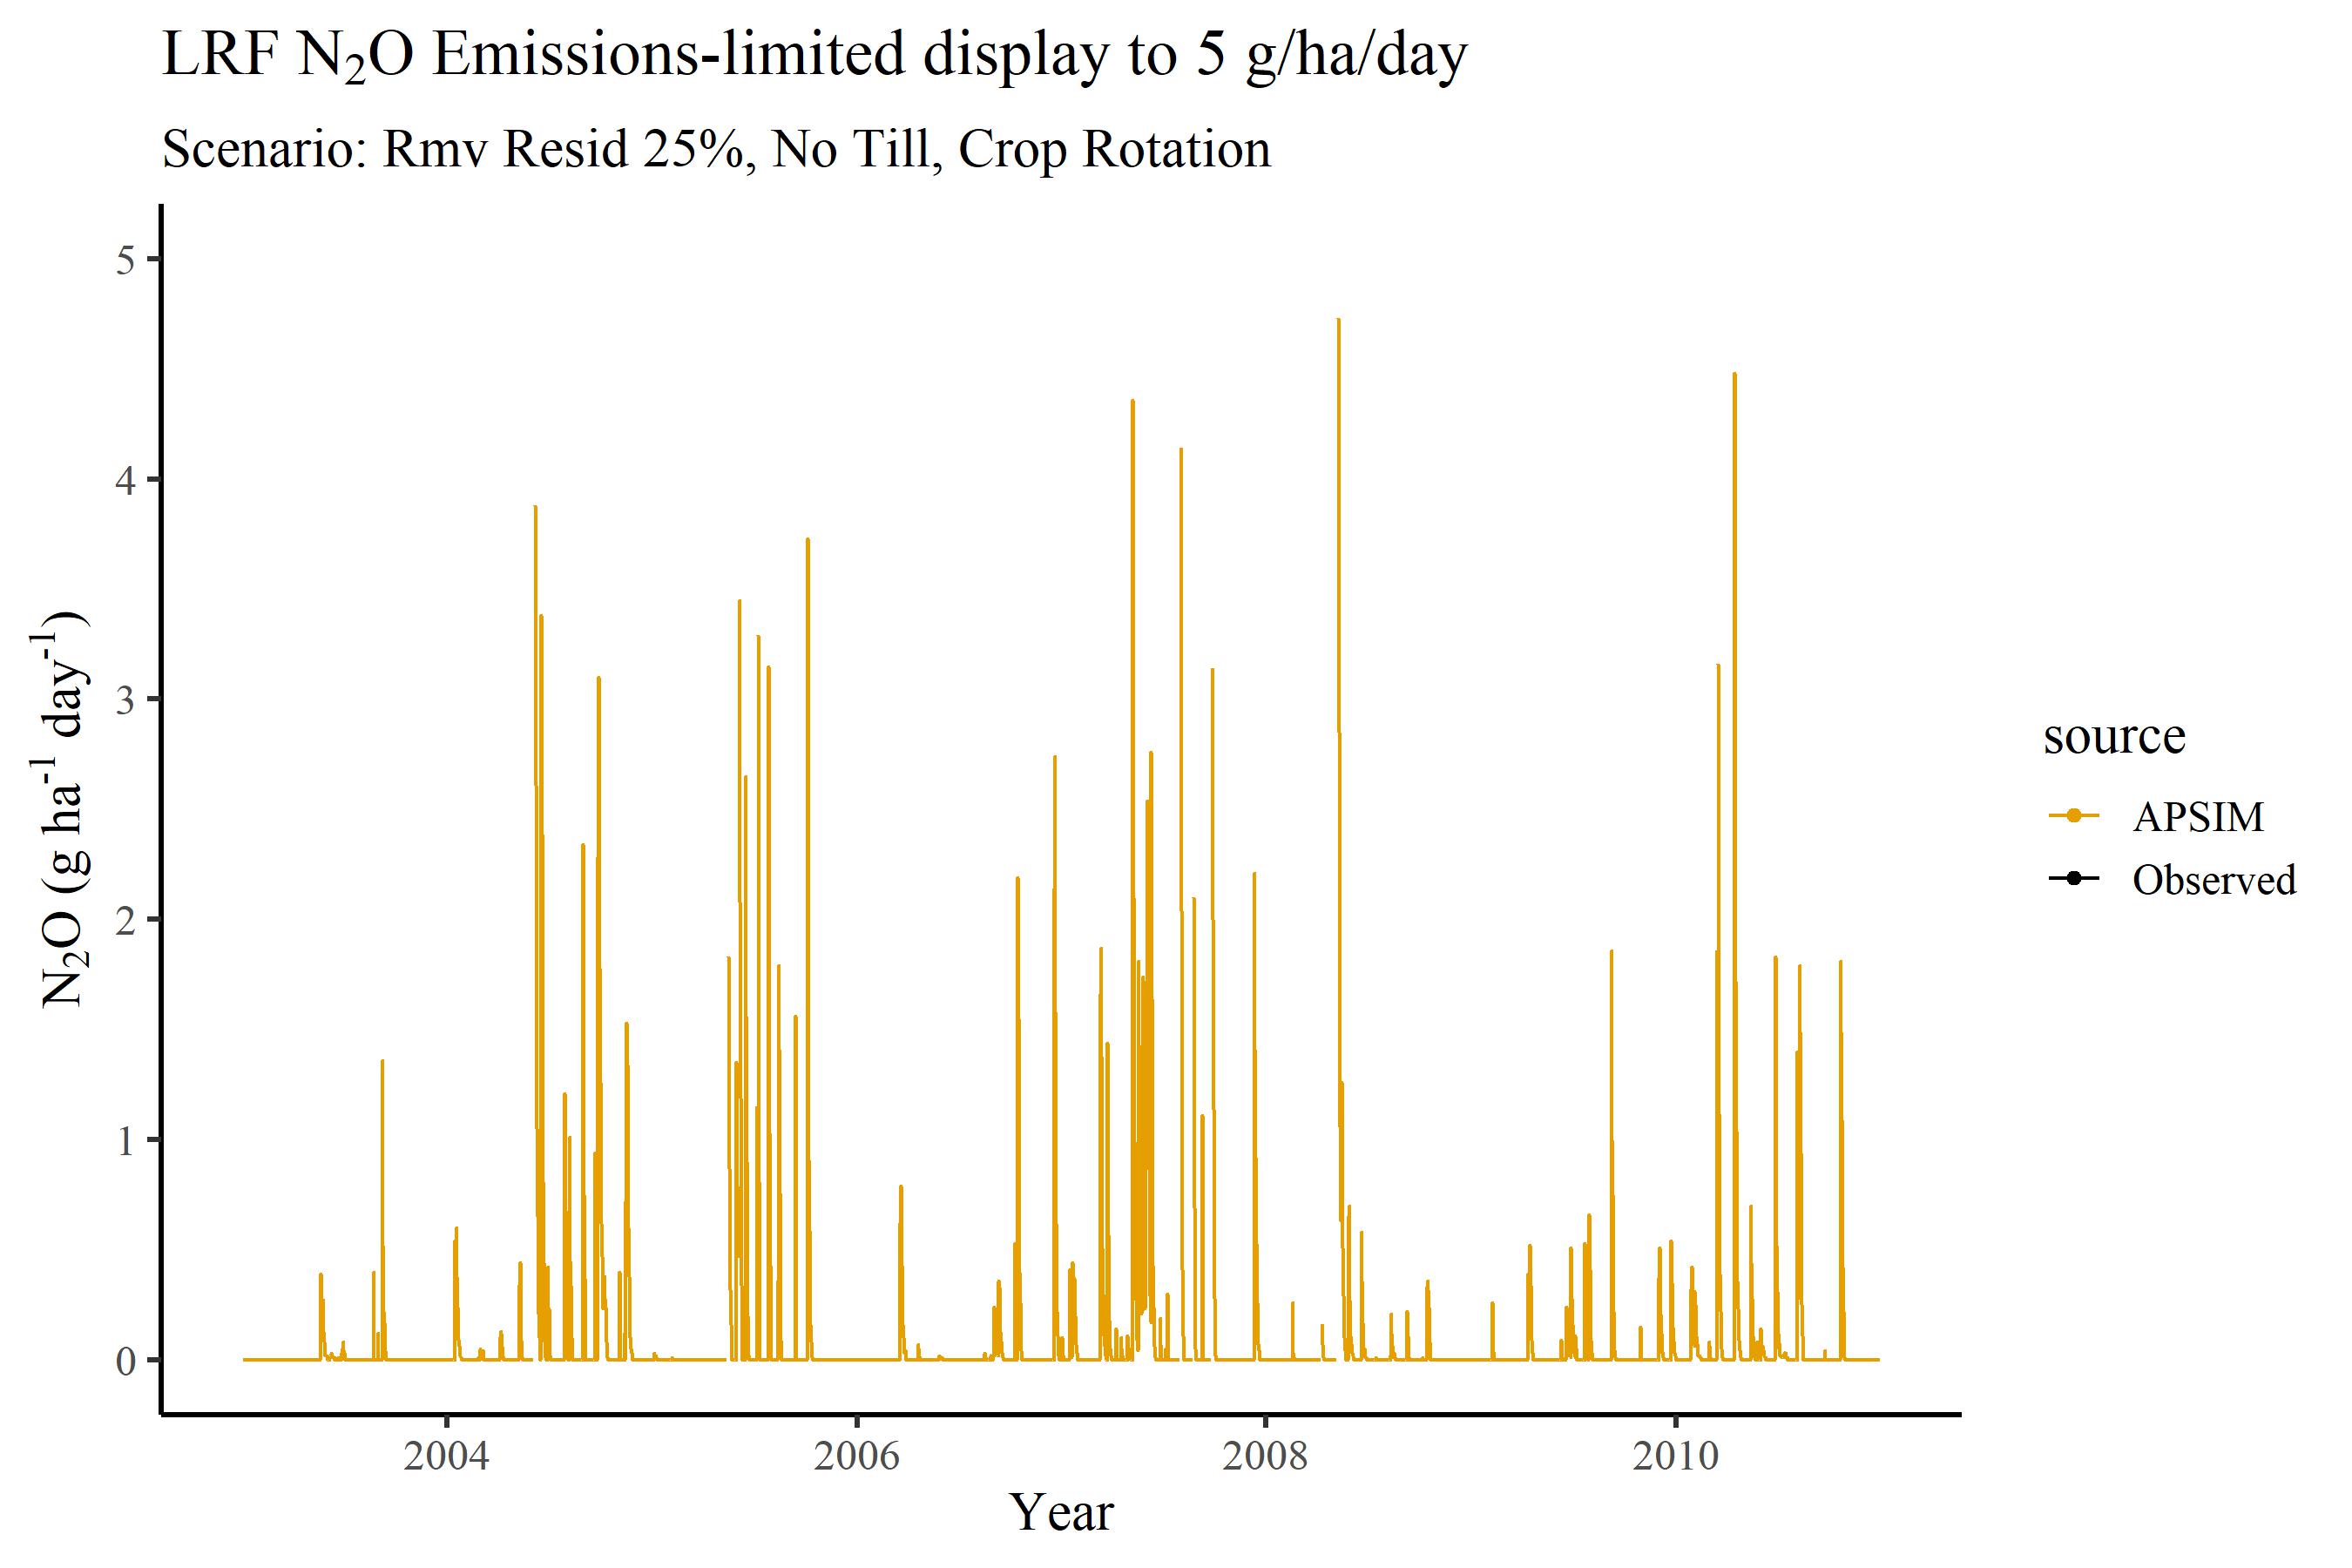 LRF N₂O Emissions-limited display to 5 g/ha/day
Scenario: Rmv Resid 25%, No Till, Crop Rotation
5
4
3
2
1
0
N₂O (g ha⁻¹ day⁻¹)
2004 2006 2008 2010
Year
source
APSIM
Observed